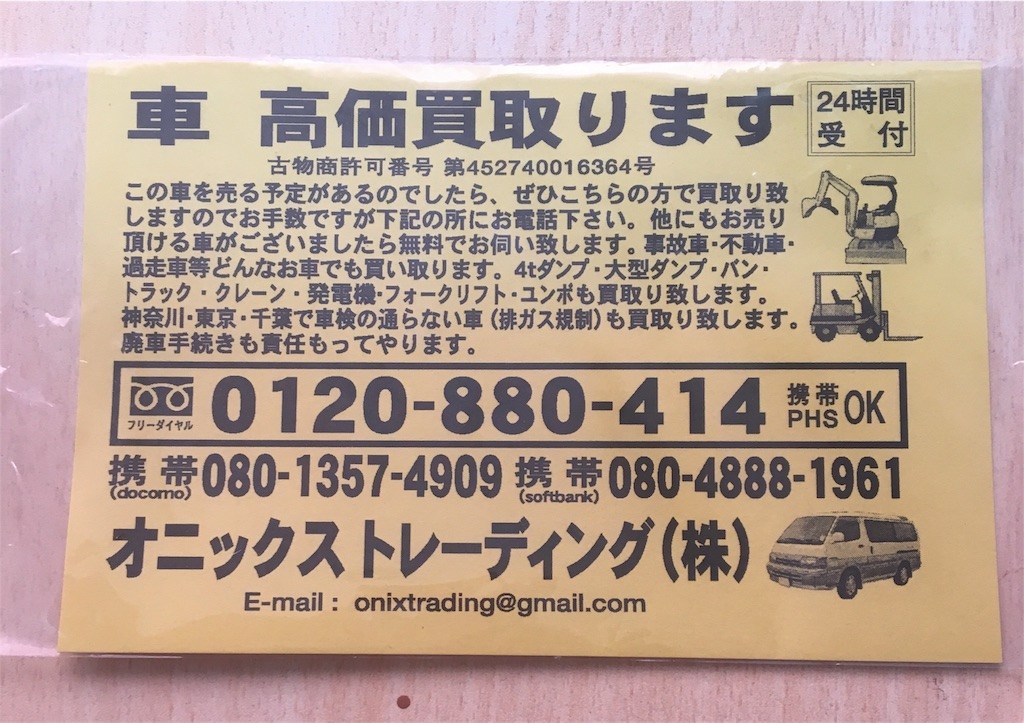 車 高価買取ります
24時間
受 付
古物商許可番号 第452740016364号
この車を売る予定があるのでしたら、ぜひこちらの方で買取り致
しますのでお手数ですが下記の所にお電話下さい。他にもお売り
頂ける車がございましたら無料でお伺い致します。事故車・不動車・
過走車等どんなお車でも買い取ります。4tダンプ・大型ダンプ・バン・
トラック・クレーン・発電機・フォークリフト・ユンボも買取り致します。
神奈川・東京・千葉で車検の通らない車(排ガス規制)も買取り致します。
廃車手続きも責任もってやります。
フリーダイヤル 0120-880-414 携帯PHS OK
携帯(docomo) 080-1357-4909 携帯(softbank) 080-4888-1961
オニックストレーディング(株)
E-mail : onixtrading@gmail.com